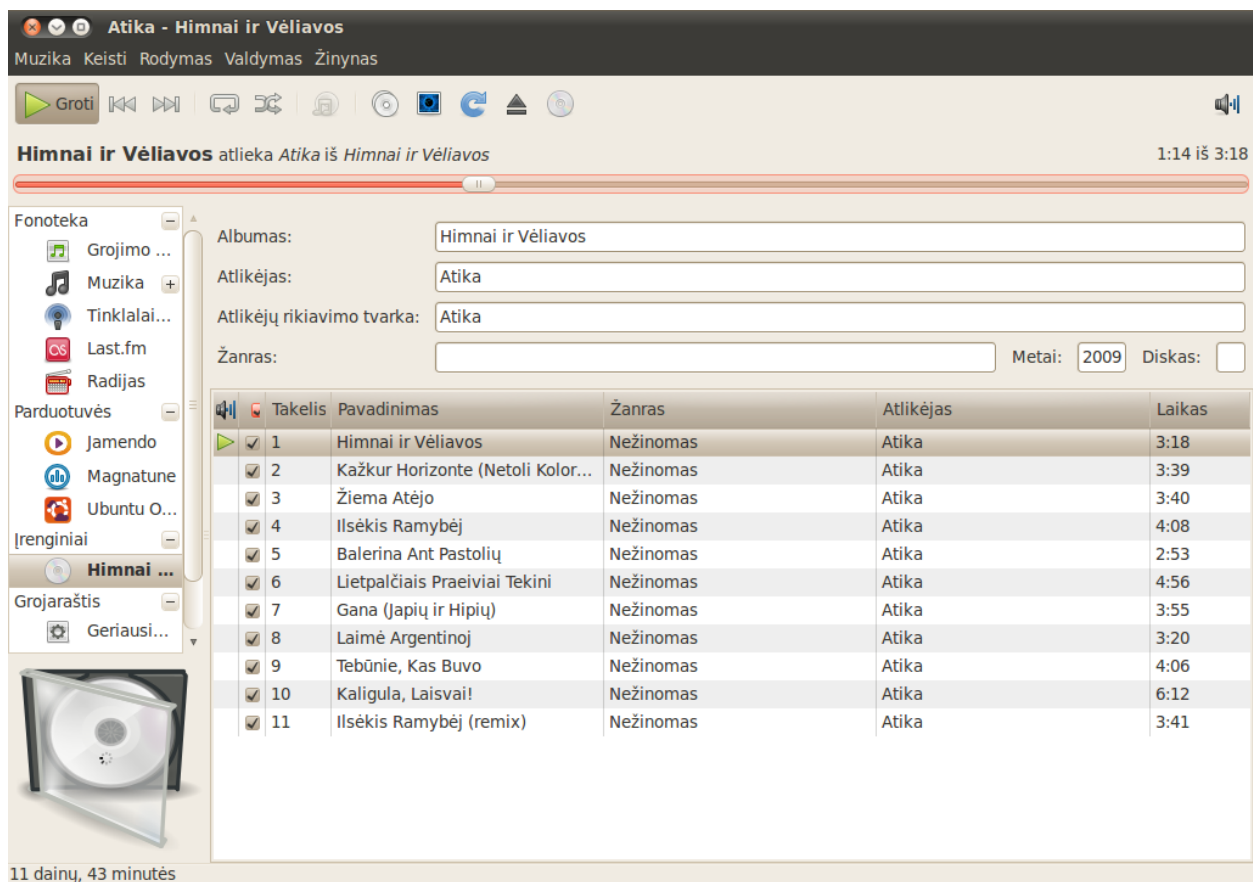 Atika - Himnai ir Vėliavos
Muzika Keisti Rodymas Valdymas Žinynas
Groti
Himnai ir Vėliavos atlieka Atika iš Himnai ir Vėliavos 1:14 iš 3:18
Fonoteka
Grojimo ...
Muzika
Tinklalai...
Last.fm
Radijas
Parduotuvės
Jamendo
Magnatune
Ubuntu O...
Įrenginiai
Himnai ...
Grojaraštis
Geriausi...
Albumas: Himnai ir Vėliavos
Atlikėjas: Atika
Atlikėjų rikiavimo tvarka: Atika
Žanras: Metai: 2009 Diskas:
Takelis Pavadinimas Žanras Atlikėjas Laikas
1 Himnai ir Vėliavos Nežinomas Atika 3:18
2 Kažkur Horizonte (Netoli Kolor... Nežinomas Atika 3:39
3 Žiema Atėjo Nežinomas Atika 3:40
4 Ilsėkis Ramybėj Nežinomas Atika 4:08
5 Balerina Ant Pastolių Nežinomas Atika 2:53
6 Lietpalčiais Praeiviai Tekini Nežinomas Atika 4:56
7 Gana (Japių ir Hipių) Nežinomas Atika 3:55
8 Laimė Argentinoj Nežinomas Atika 3:20
9 Tebūnie, Kas Buvo Nežinomas Atika 4:06
10 Kaligula, Laisvai! Nežinomas Atika 6:12
11 Ilsėkis Ramybėj (remix) Nežinomas Atika 3:41
11 dainų, 43 minutės